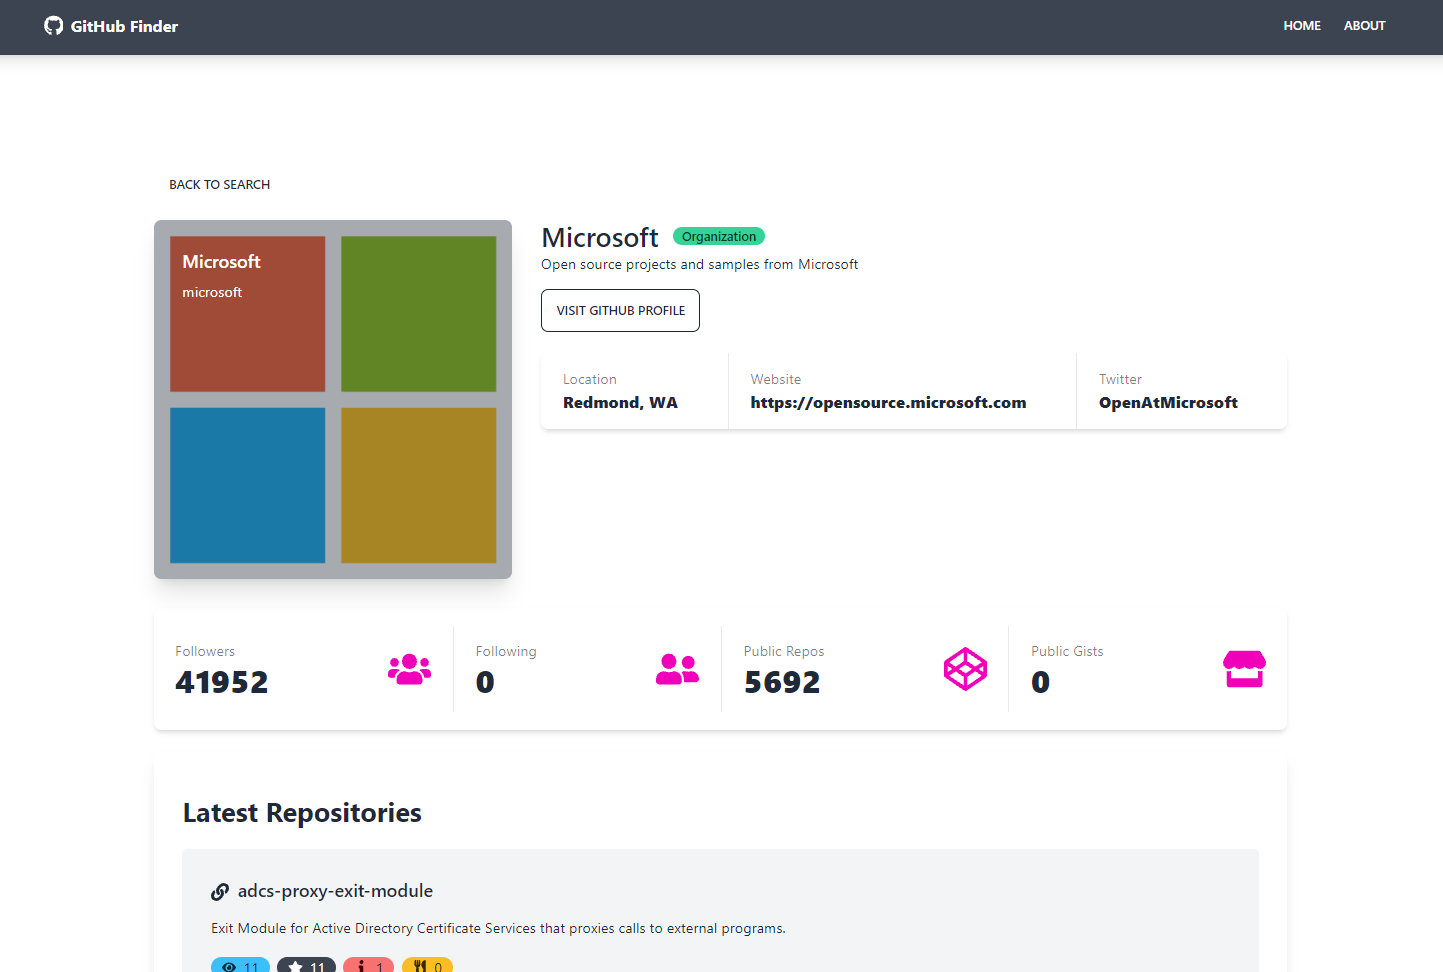 GitHub Finder
HOME ABOUT
BACK TO SEARCH
Microsoft
microsoft
Microsoft Organization
Open source projects and samples from Microsoft
VISIT GITHUB PROFILE
Location
Redmond, WA
Website
https://opensource.microsoft.com
Twitter
OpenAtMicrosoft
Followers
41952
Following
0
Public Repos
5692
Public Gists
0
Latest Repositories
adcs-proxy-exit-module
Exit Module for Active Directory Certificate Services that proxies calls to external programs.
11 11 1 0